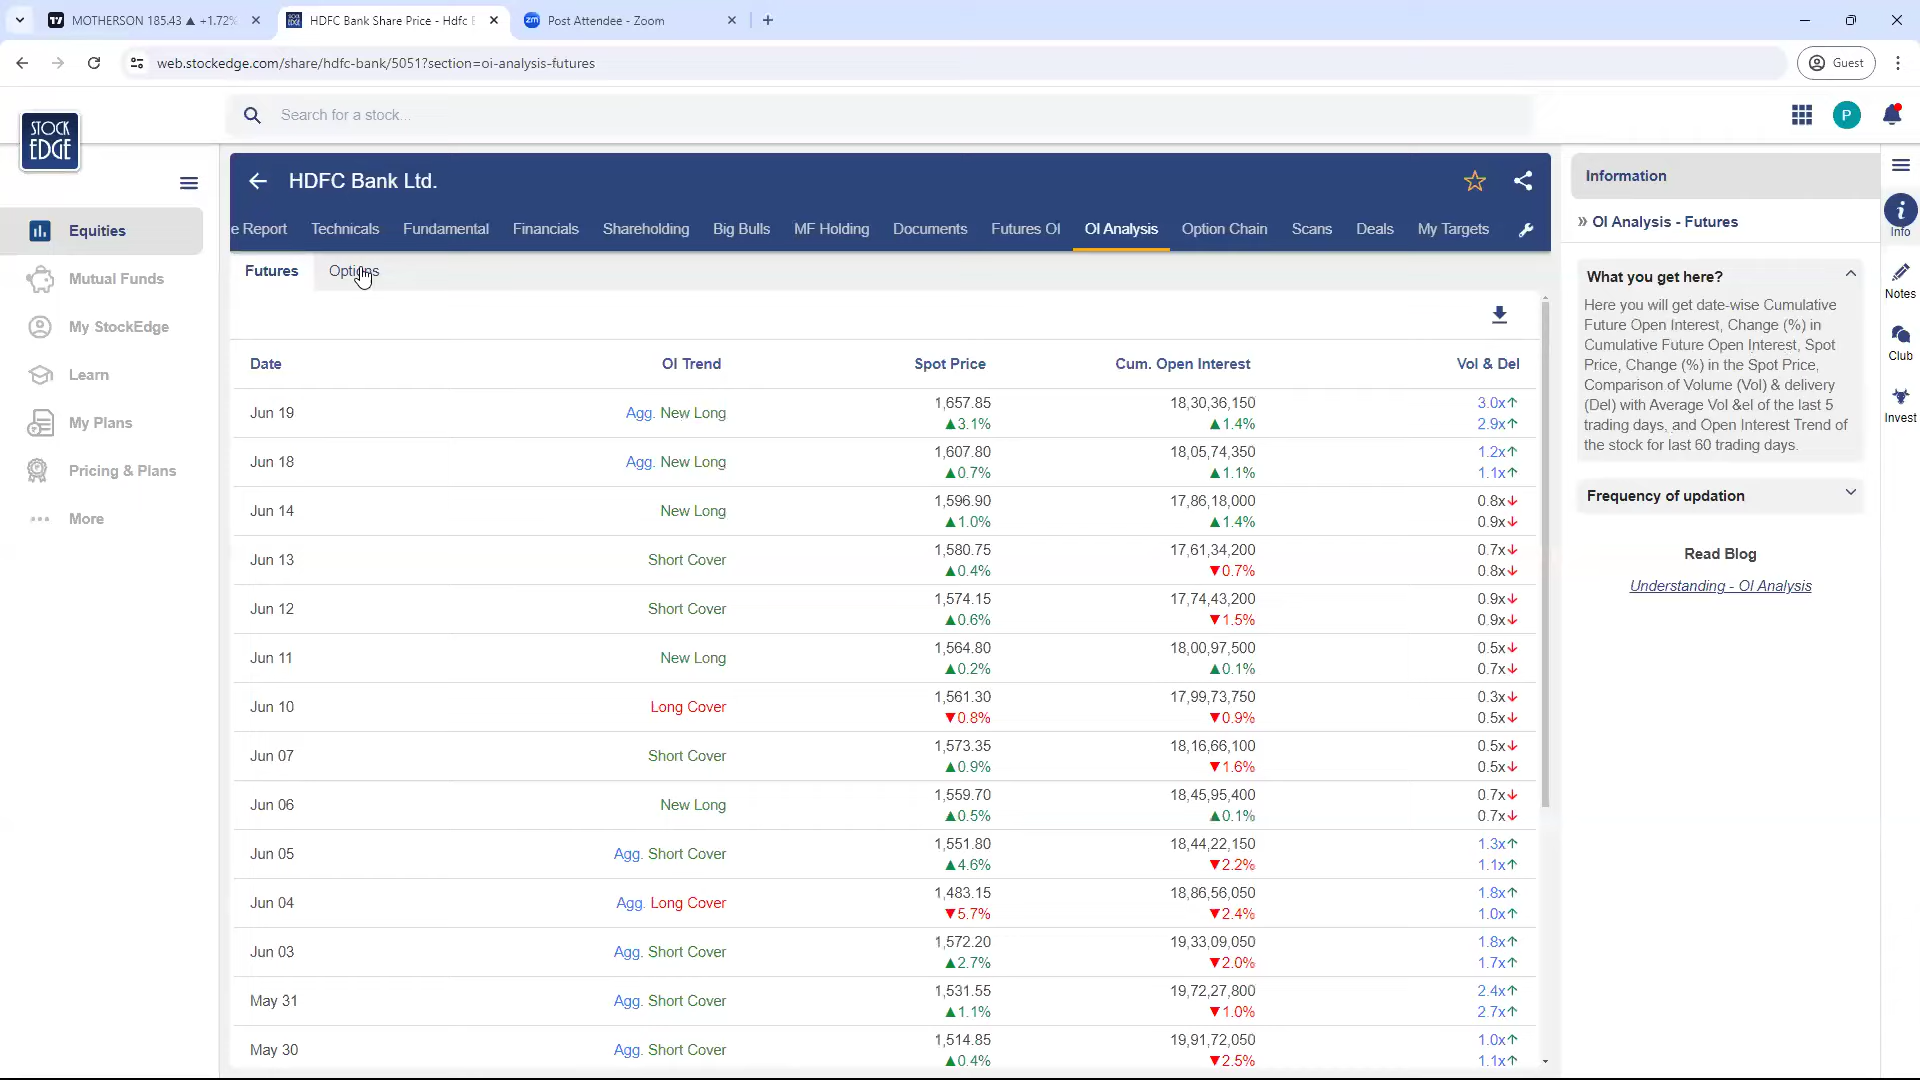 MOTHERSON 185.43 ▲ +1.72%
HDFC Bank Share Price - Hdfc B
zm Post Attendee - Zoom
web.stockedge.com/share/hdfc-bank/5051?section=oi-analysis-futures
Guest
STOCK
EDGE
Search for a stock...
P
Equities
Mutual Funds
My StockEdge
Learn
My Plans
Pricing & Plans
More
HDFC Bank Ltd.
e Report Technicals Fundamental Financials Shareholding Big Bulls MF Holding Documents Futures OI OI Analysis Option Chain Scans Deals My Targets
Futures Options
Date OI Trend Spot Price Cum. Open Interest Vol & Del
Jun 19 Agg. New Long 1,657.85 18,30,36,150 3.0x↑
▲3.1% ▲1.4% 2.9x↑
Jun 18 Agg. New Long 1,607.80 18,05,74,350 1.2x↑
▲0.7% ▲1.1% 1.1x↑
Jun 14 New Long 1,596.90 17,86,18,000 0.8x↓
▲1.0% ▲1.4% 0.9x↓
Jun 13 Short Cover 1,580.75 17,61,34,200 0.7x↓
▲0.4% ▼0.7% 0.8x↓
Jun 12 Short Cover 1,574.15 17,74,43,200 0.9x↓
▲0.6% ▼1.5% 0.9x↓
Jun 11 New Long 1,564.80 18,00,97,500 0.5x↓
▲0.2% ▲0.1% 0.7x↓
Jun 10 Long Cover 1,561.30 17,99,73,750 0.3x↓
▼0.8% ▼0.9% 0.5x↓
Jun 07 Short Cover 1,573.35 18,16,66,100 0.5x↓
▲0.9% ▼1.6% 0.5x↓
Jun 06 New Long 1,559.70 18,45,95,400 0.7x↓
▲0.5% ▲0.1% 0.7x↓
Jun 05 Agg. Short Cover 1,551.80 18,44,22,150 1.3x↑
▲4.6% ▼2.2% 1.1x↑
Jun 04 Agg. Long Cover 1,483.15 18,86,56,050 1.8x↑
▼5.7% ▼2.4% 1.0x↑
Jun 03 Agg. Short Cover 1,572.20 19,33,09,050 1.8x↑
▲2.7% ▼2.0% 1.7x↑
May 31 Agg. Short Cover 1,531.55 19,72,27,800 2.4x↑
▲1.1% ▼1.0% 2.7x↑
May 30 Agg. Short Cover 1,514.85 19,91,72,050 1.0x↑
▲0.4% ▼2.5% 1.1x↑
Information
» OI Analysis - Futures
What you get here?
Here you will get date-wise Cumulative
Future Open Interest, Change (%) in
Cumulative Future Open Interest, Spot
Price, Change (%) in the Spot Price,
Comparison of Volume (Vol) & delivery
(Del) with Average Vol &el of the last 5
trading days, and Open Interest Trend of
the stock for last 60 trading days.
Frequency of updation
Read Blog
Understanding - OI Analysis
Info
Notes
Club
Invest